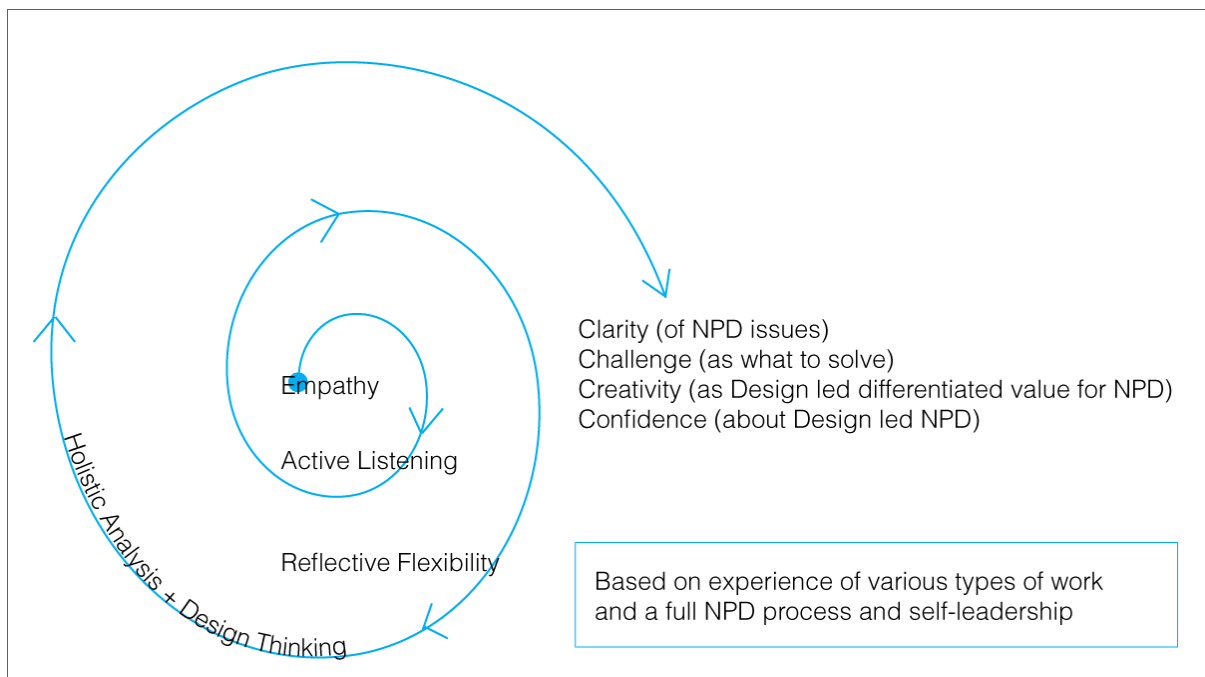 Empathy
Active Listening
Reflective Flexibility
Holistic Analysis + Design Thinking
Clarity (of NPD issues)
Challenge (as what to solve)
Creativity (as Design led differentiated value for NPD)
Confidence (about Design led NPD)
Based on experience of various types of work
and a full NPD process and self-leadership